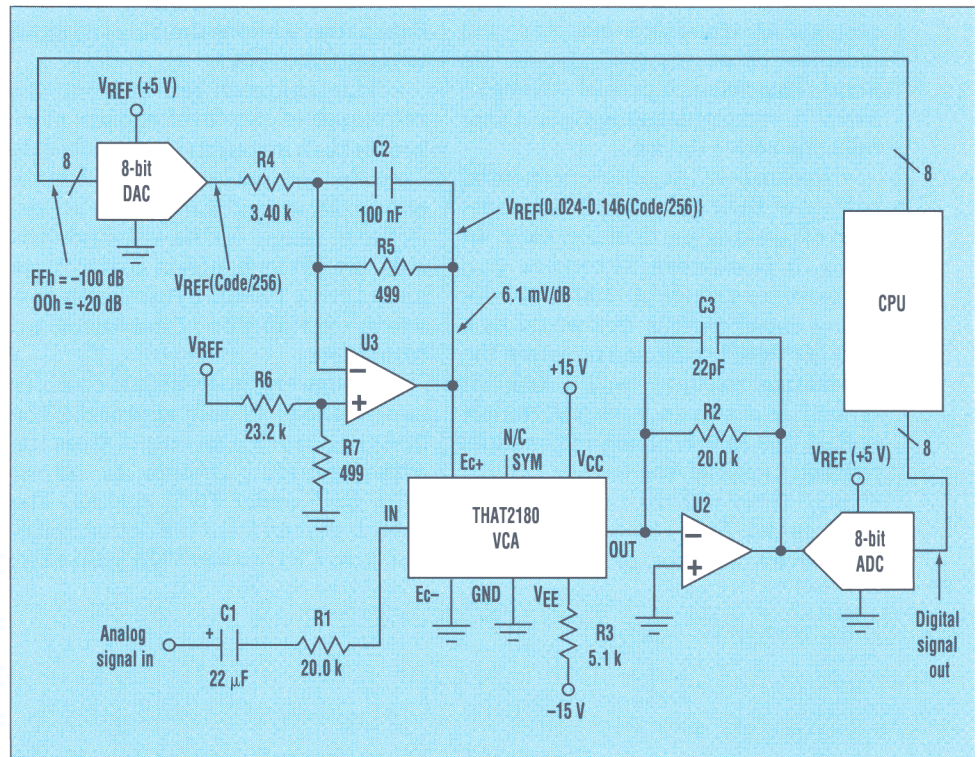 VREF (+5 V)
8
8-bit
DAC
R4
3.40 k
C2
100 nF
8
VREF{0.024-0.146(Code/256)}
FFh = –100 dB
OOh = +20 dB
VREF(Code/256)
R5
499
6.1 mV/dB
CPU
C3
22pF
VREF
U3
–
+
R6
23.2 k
R7
499
+15 V
R2
20.0 k
8
Ec+
N/C
SYM
VCC
VREF (+5 V)
IN
THAT2180
VCA
OUT
U2
–
+
8-bit
ADC
Ec–
GND
VEE
Analog
signal in
+
C1
22 µF
R1
20.0 k
R3
5.1 k
–15 V
Digital
signal
out